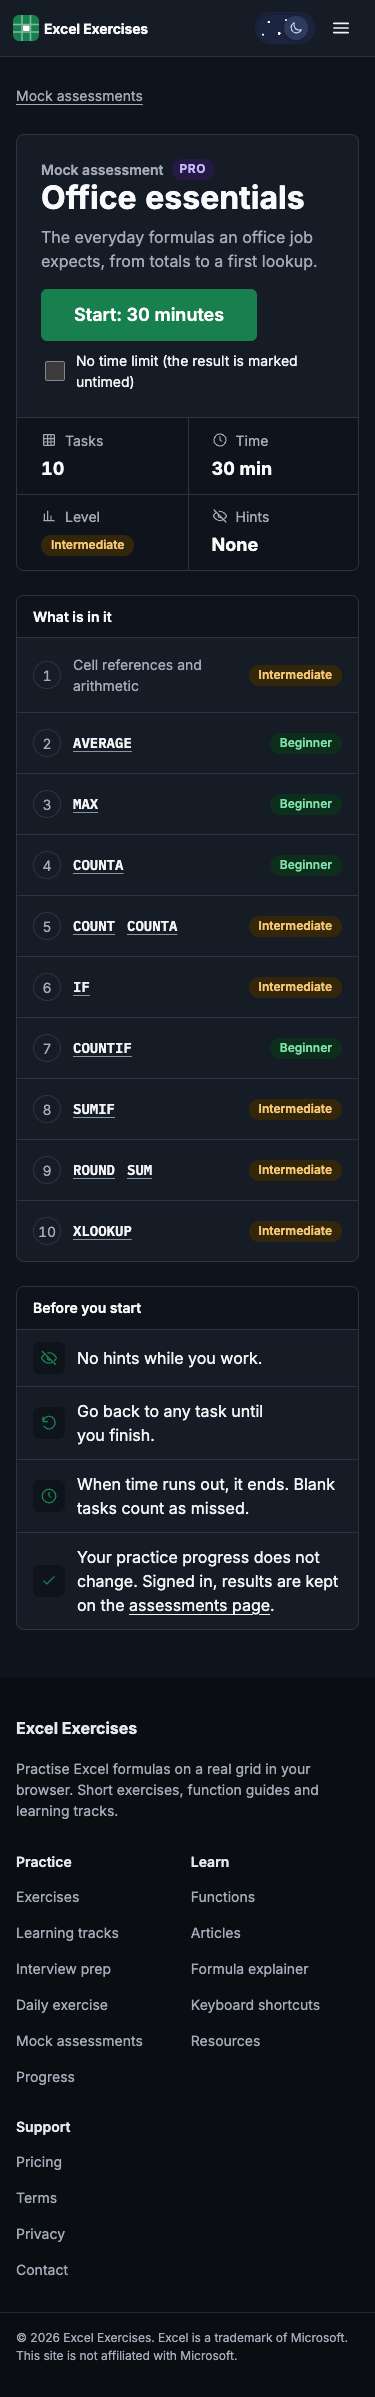 Excel Exercises
Mock assessments
Mock assessment PRO
Office essentials
The everyday formulas an office job
expects, from totals to a first lookup.
Start: 30 minutes
No time limit (the result is marked
untimed)
Tasks
10
Time
30 min
Level
Intermediate
Hints
None
What is in it
1 Cell references and
arithmetic
Intermediate
2 AVERAGE Beginner
3 MAX Beginner
4 COUNTA Beginner
5 COUNT COUNTA Intermediate
6 IF Intermediate
7 COUNTIF Beginner
8 SUMIF Intermediate
9 ROUND SUM Intermediate
10 XLOOKUP Intermediate
Before you start
No hints while you work.
Go back to any task until
you finish.
When time runs out, it ends. Blank
tasks count as missed.
Your practice progress does not
change. Signed in, results are kept
on the assessments page.
Excel Exercises
Practise Excel formulas on a real grid in your
browser. Short exercises, function guides and
learning tracks.
Practice
Exercises
Learning tracks
Interview prep
Daily exercise
Mock assessments
Progress
Learn
Functions
Articles
Formula explainer
Keyboard shortcuts
Resources
Support
Pricing
Terms
Privacy
Contact
© 2026 Excel Exercises. Excel is a trademark of Microsoft.
This site is not affiliated with Microsoft.